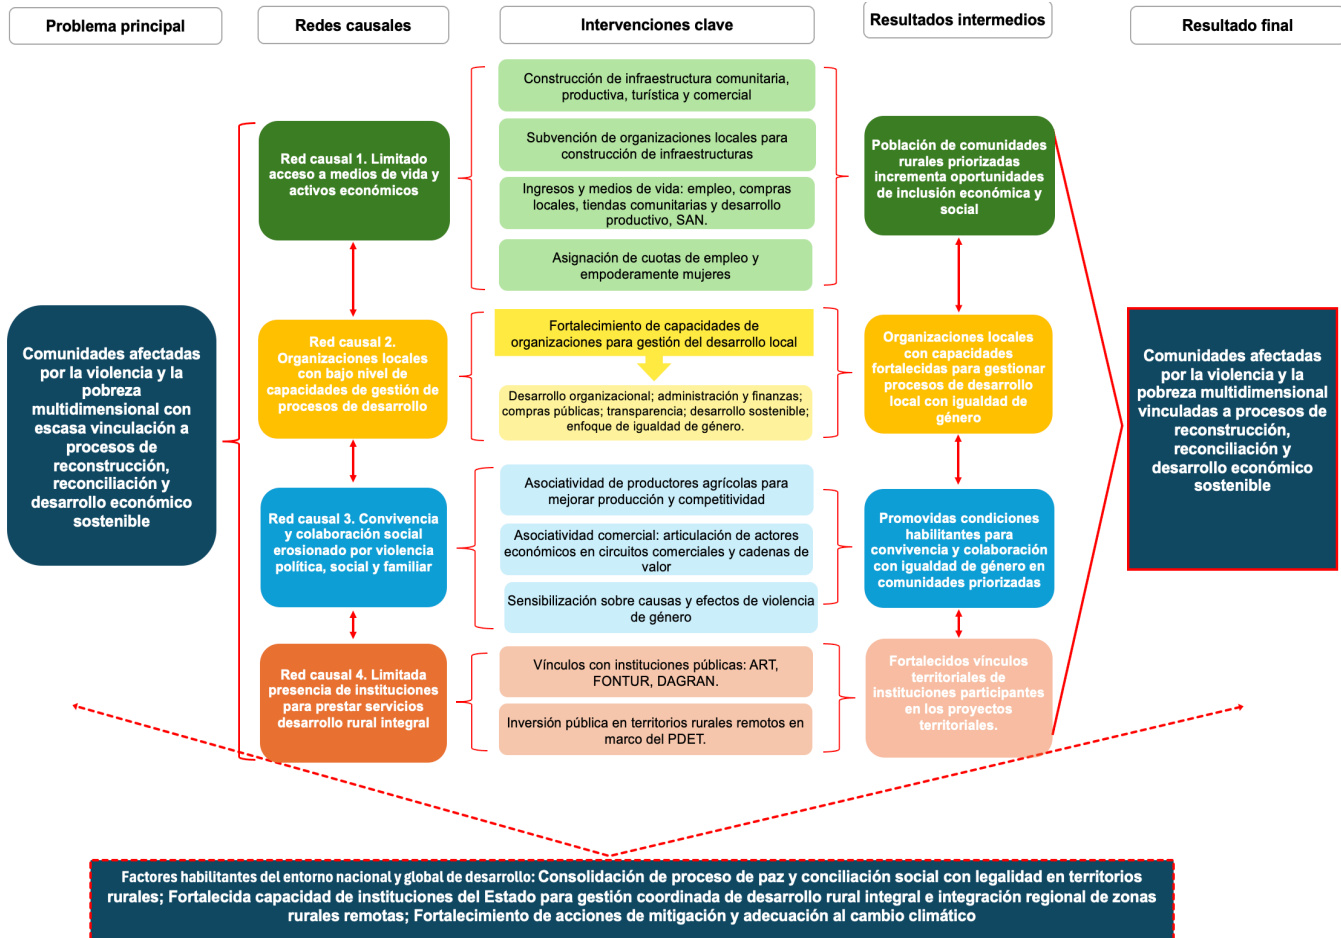 Problema principal
Redes causales
Intervenciones clave
Resultados intermedios
Resultado final
Comunidades afectadas
por la violencia y la
pobreza
multidimensional con
escasa vinculación a
procesos de
reconstrucción,
reconciliación y
desarrollo económico
sostenible
Red causal 1. Limitado
acceso a medios de vida y
activos económicos
Construcción de infraestructura comunitaria,
productiva, turística y comercial
Subvención de organizaciones locales para
construcción de infraestructuras
Ingresos y medios de vida: empleo, compras
locales, tiendas comunitarias y desarrollo
productivo, SAN.
Asignación de cuotas de empleo y
empoderamente mujeres
Población de comunidades
rurales priorizadas
incrementa oportunidades
de inclusión económica y
social
Red causal 2.
Organizaciones locales
con bajo nivel de
capacidades de gestión de
procesos de desarrollo
Fortalecimiento de capacidades de
organizaciones para gestión del desarrollo local
Desarrollo organizacional; administración y finanzas;
compras públicas; transparencia; desarrollo sostenible;
enfoque de igualdad de género.
Organizaciones locales
con capacidades
fortalecidas para gestionar
procesos de desarrollo
local con igualdad de
género
Red causal 3. Convivencia
y colaboración social
erosionado por violencia
política, social y familiar
Asociatividad de productores agrícolas para
mejorar producción y competitividad
Asociatividad comercial: articulación de actores
económicos en circuitos comerciales y cadenas de
valor
Sensibilización sobre causas y efectos de violencia
de género
Promovidas condiciones
habilitantes para
convivencia y colaboración
con igualdad de género en
comunidades priorizadas
Red causal 4. Limitada
presencia de instituciones
para prestar servicios
desarrollo rural integral
Vínculos con instituciones públicas: ART,
FONTUR, DAGRAN.
Inversión pública en territorios rurales remotos en
marco del PDET.
Fortalecidos vínculos
territoriales de
instituciones participantes
en los proyectos
territoriales.
Comunidades afectadas
por la violencia y la
pobreza multidimensional
vinculadas a procesos de
reconstrucción,
reconciliación y
desarrollo económico
sostenible
Factores habilitantes del entorno nacional y global de desarrollo: Consolidación de proceso de paz y conciliación social con legalidad en territorios
rurales; Fortalecida capacidad de instituciones del Estado para gestión coordinada de desarrollo rural integral e integración regional de zonas
rurales remotas; Fortalecimiento de acciones de mitigación y adecuación al cambio climático